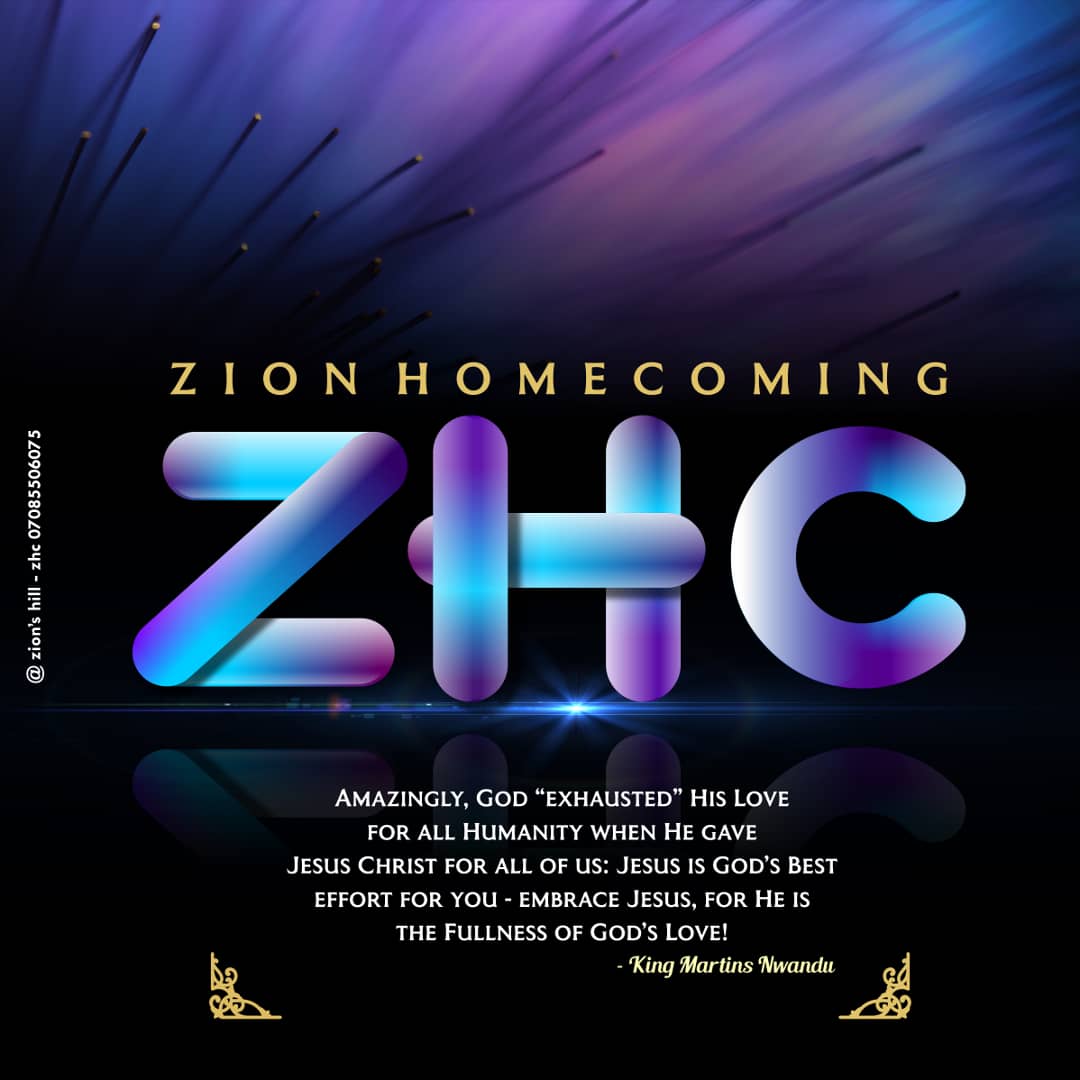 ZION HOMECOMING
ZHC
@ zion's hill - zhc 07085506075
AMAZINGLY, GOD “EXHAUSTED” HIS LOVE
FOR ALL HUMANITY WHEN HE GAVE
JESUS CHRIST FOR ALL OF US: JESUS IS GOD'S BEST
EFFORT FOR YOU - EMBRACE JESUS, FOR HE IS
THE FULLNESS OF GOD'S LOVE!
- King Martins Nwandu